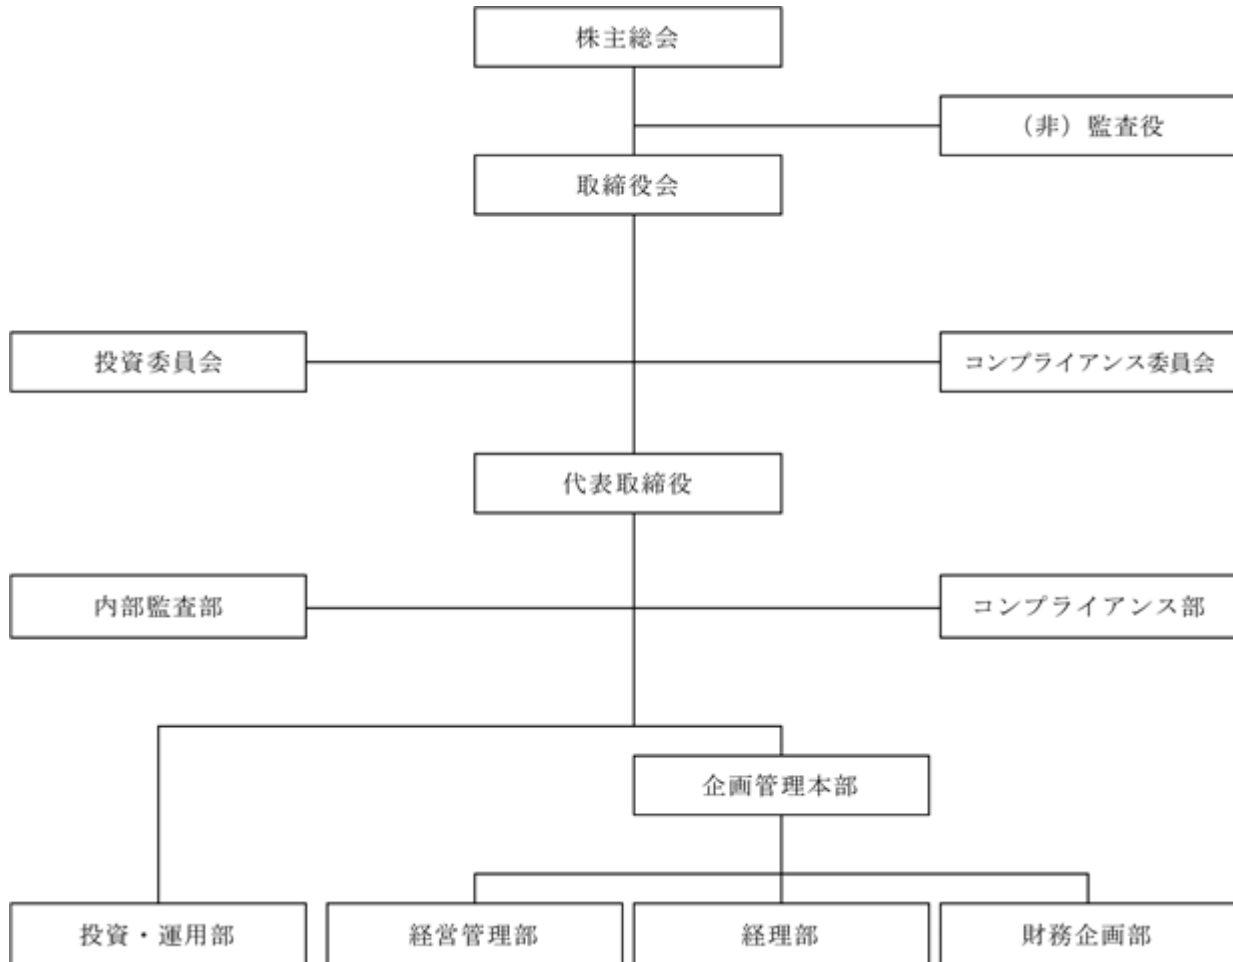 株主総会
（非）監査役
取締役会
投資委員会
コンプライアンス委員会
代表取締役
内部監査部
コンプライアンス部
企画管理本部
投資・運用部
経営管理部
経理部
財務企画部